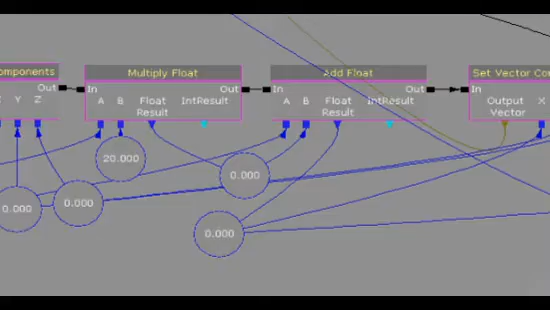 omponents
Multiply Float
Add Float
Set Vector Com
Out
In
Out
In
Out
In
Y
Z
A
B
Float
Result
IntResult
A
B
Float
Result
IntResult
Output
Vector
X
20.000
0.000
0.000
0.000
0.000